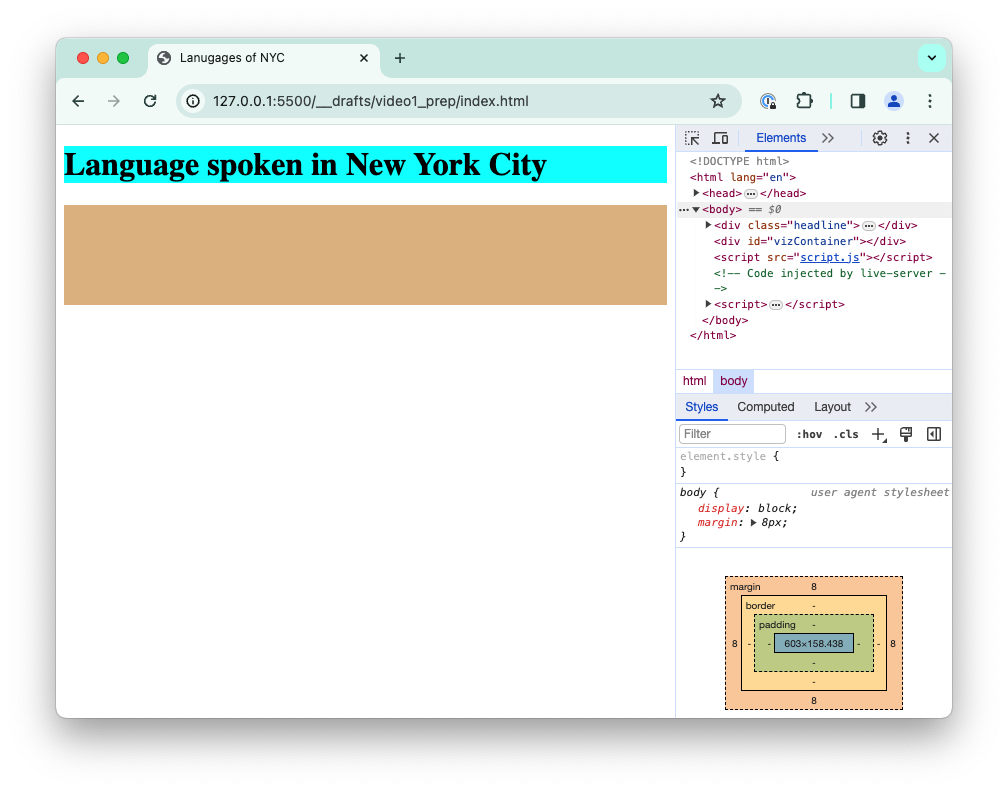 Lanugages of NYC
127.0.0.1:5500/__drafts/video1_prep/index.html
Language spoken in New York City
Elements
<!DOCTYPE html>
<html lang="en">
<head> … </head>
… <body> == $0
<div class="headline"> … </div>
<div id="vizContainer"></div>
<script src="script.js"></script>
<!-- Code injected by live-server -
->
<script> … </script>
</body>
</html>
html body
Styles Computed Layout
Filter :hov .cls
element.style {
}
body { user agent stylesheet
display: block;
margin: 8px;
}
margin 8
border -
padding -
8 - - 603×158.438 - - 8
-
-
8